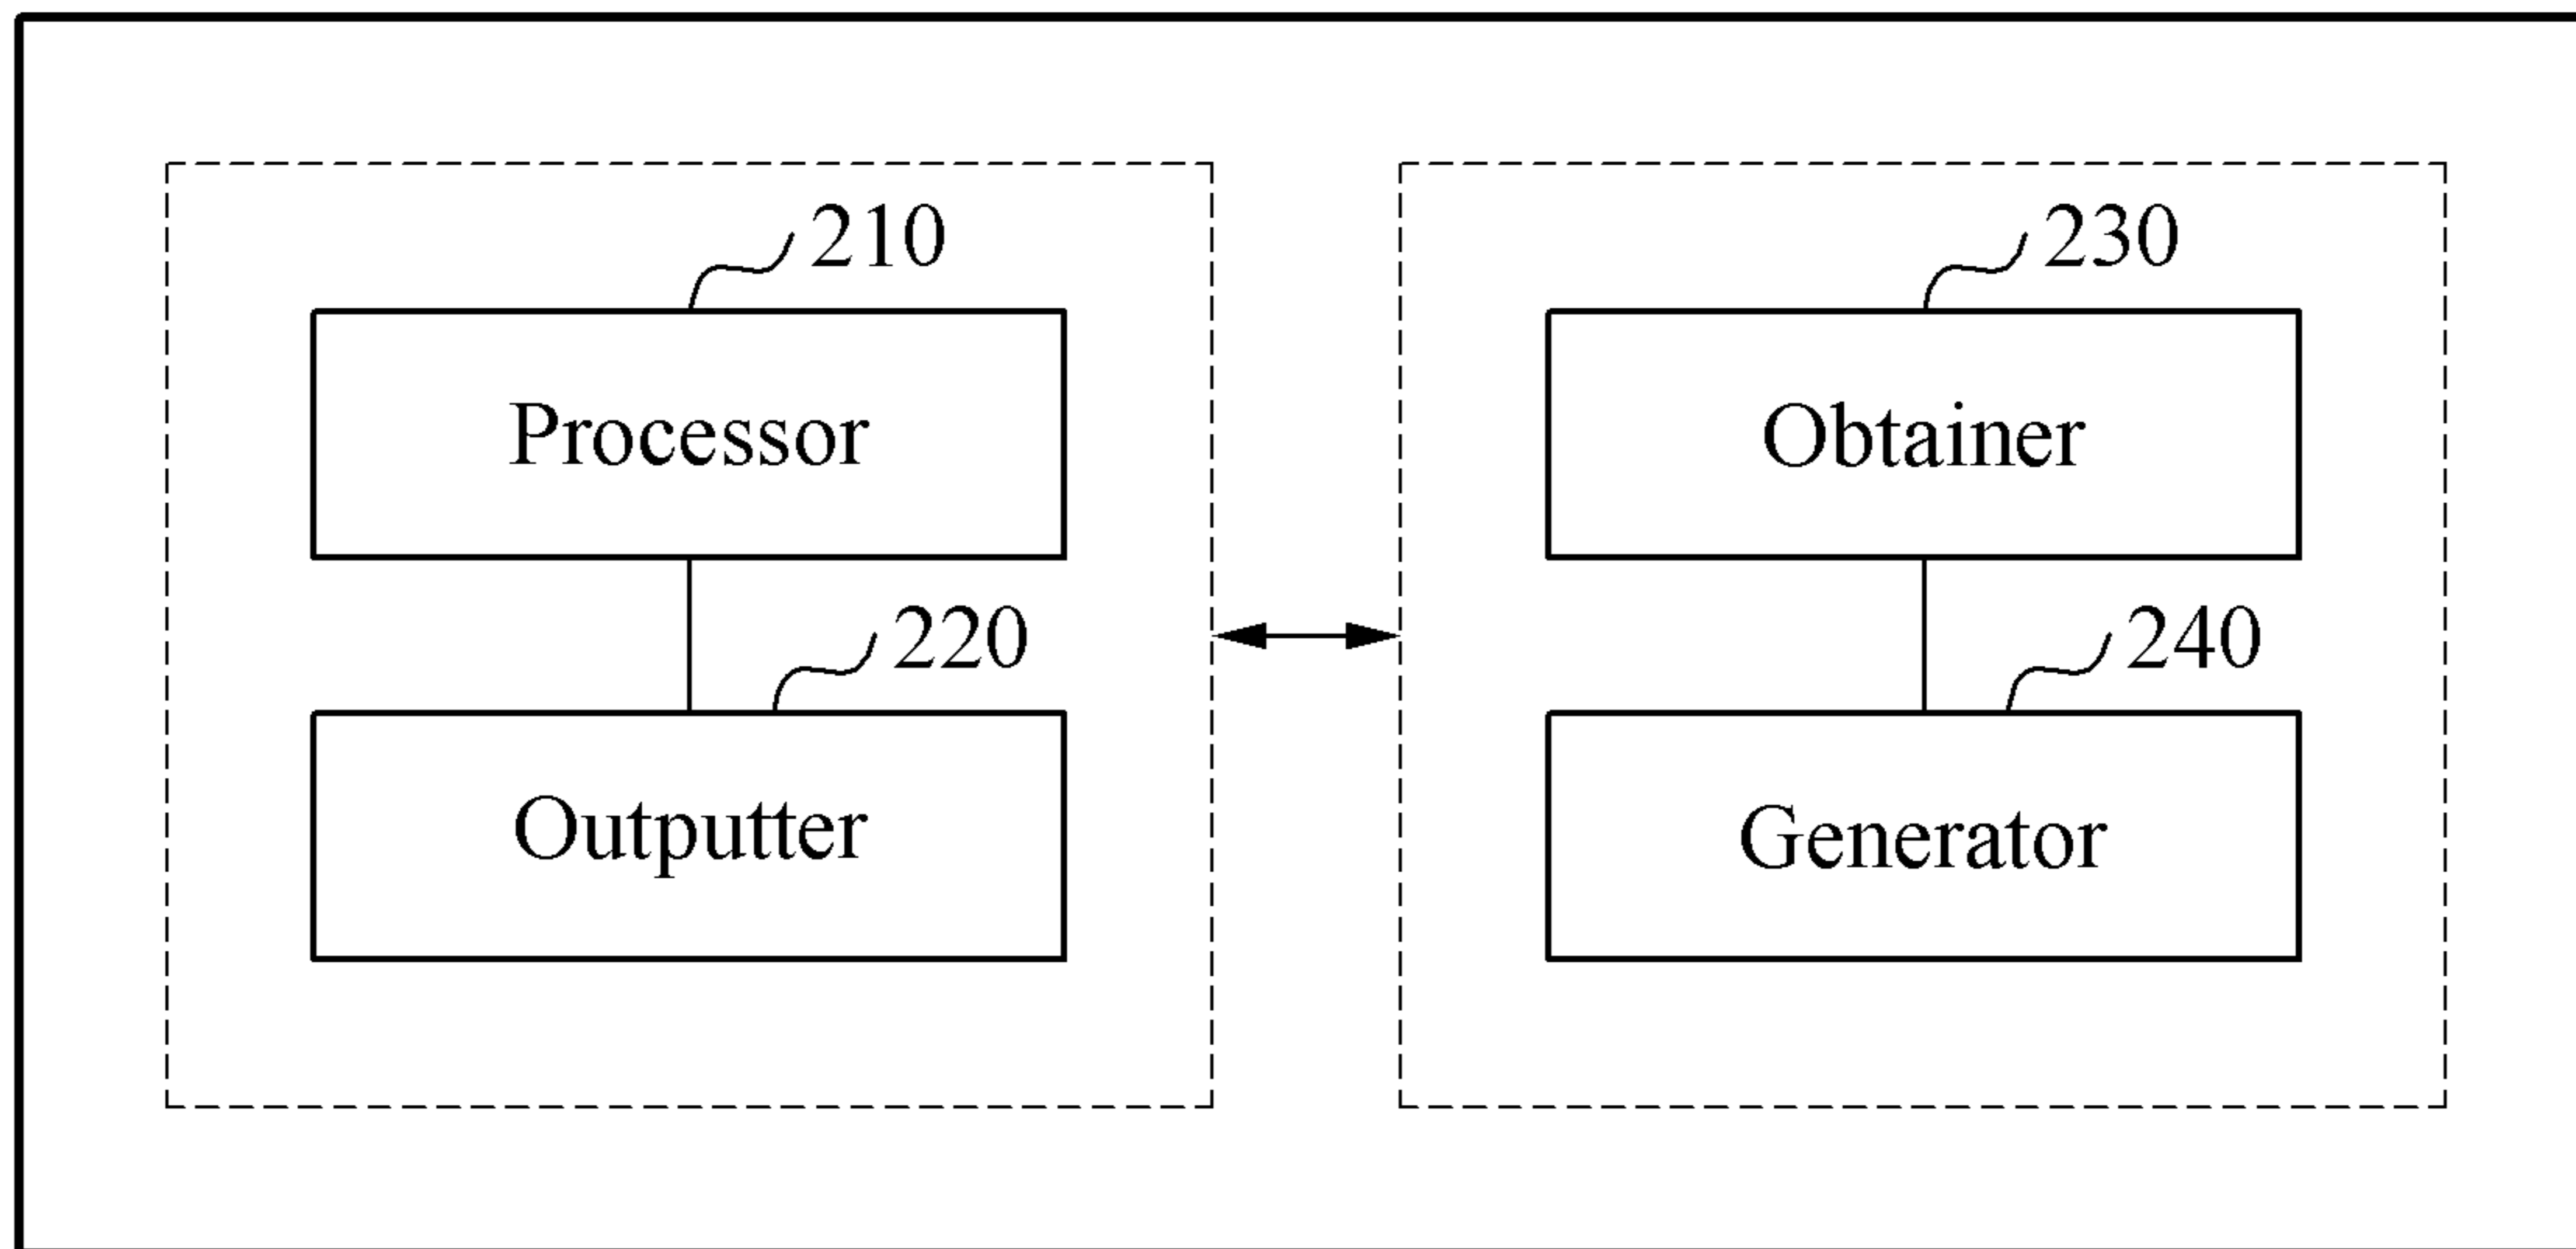 210
Processor
220
Outputter
230
Obtainer
240
Generator